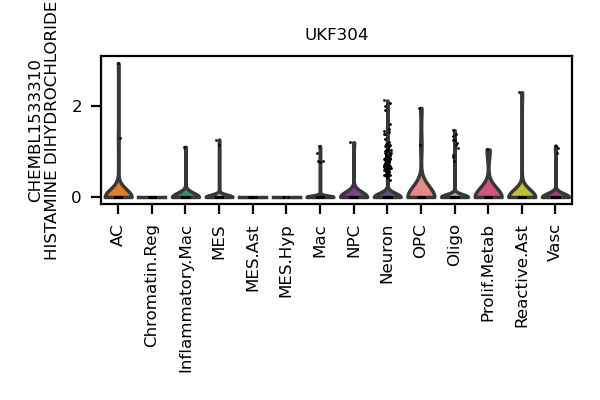 UKF304
CHEMBL1533310
HISTAMINE DIHYDROCHLORIDE
2
0
AC
Chromatin.Reg
Inflammatory.Mac
MES
MES.Ast
MES.Hyp
Mac
NPC
Neuron
OPC
Oligo
Prolif.Metab
Reactive.Ast
Vasc